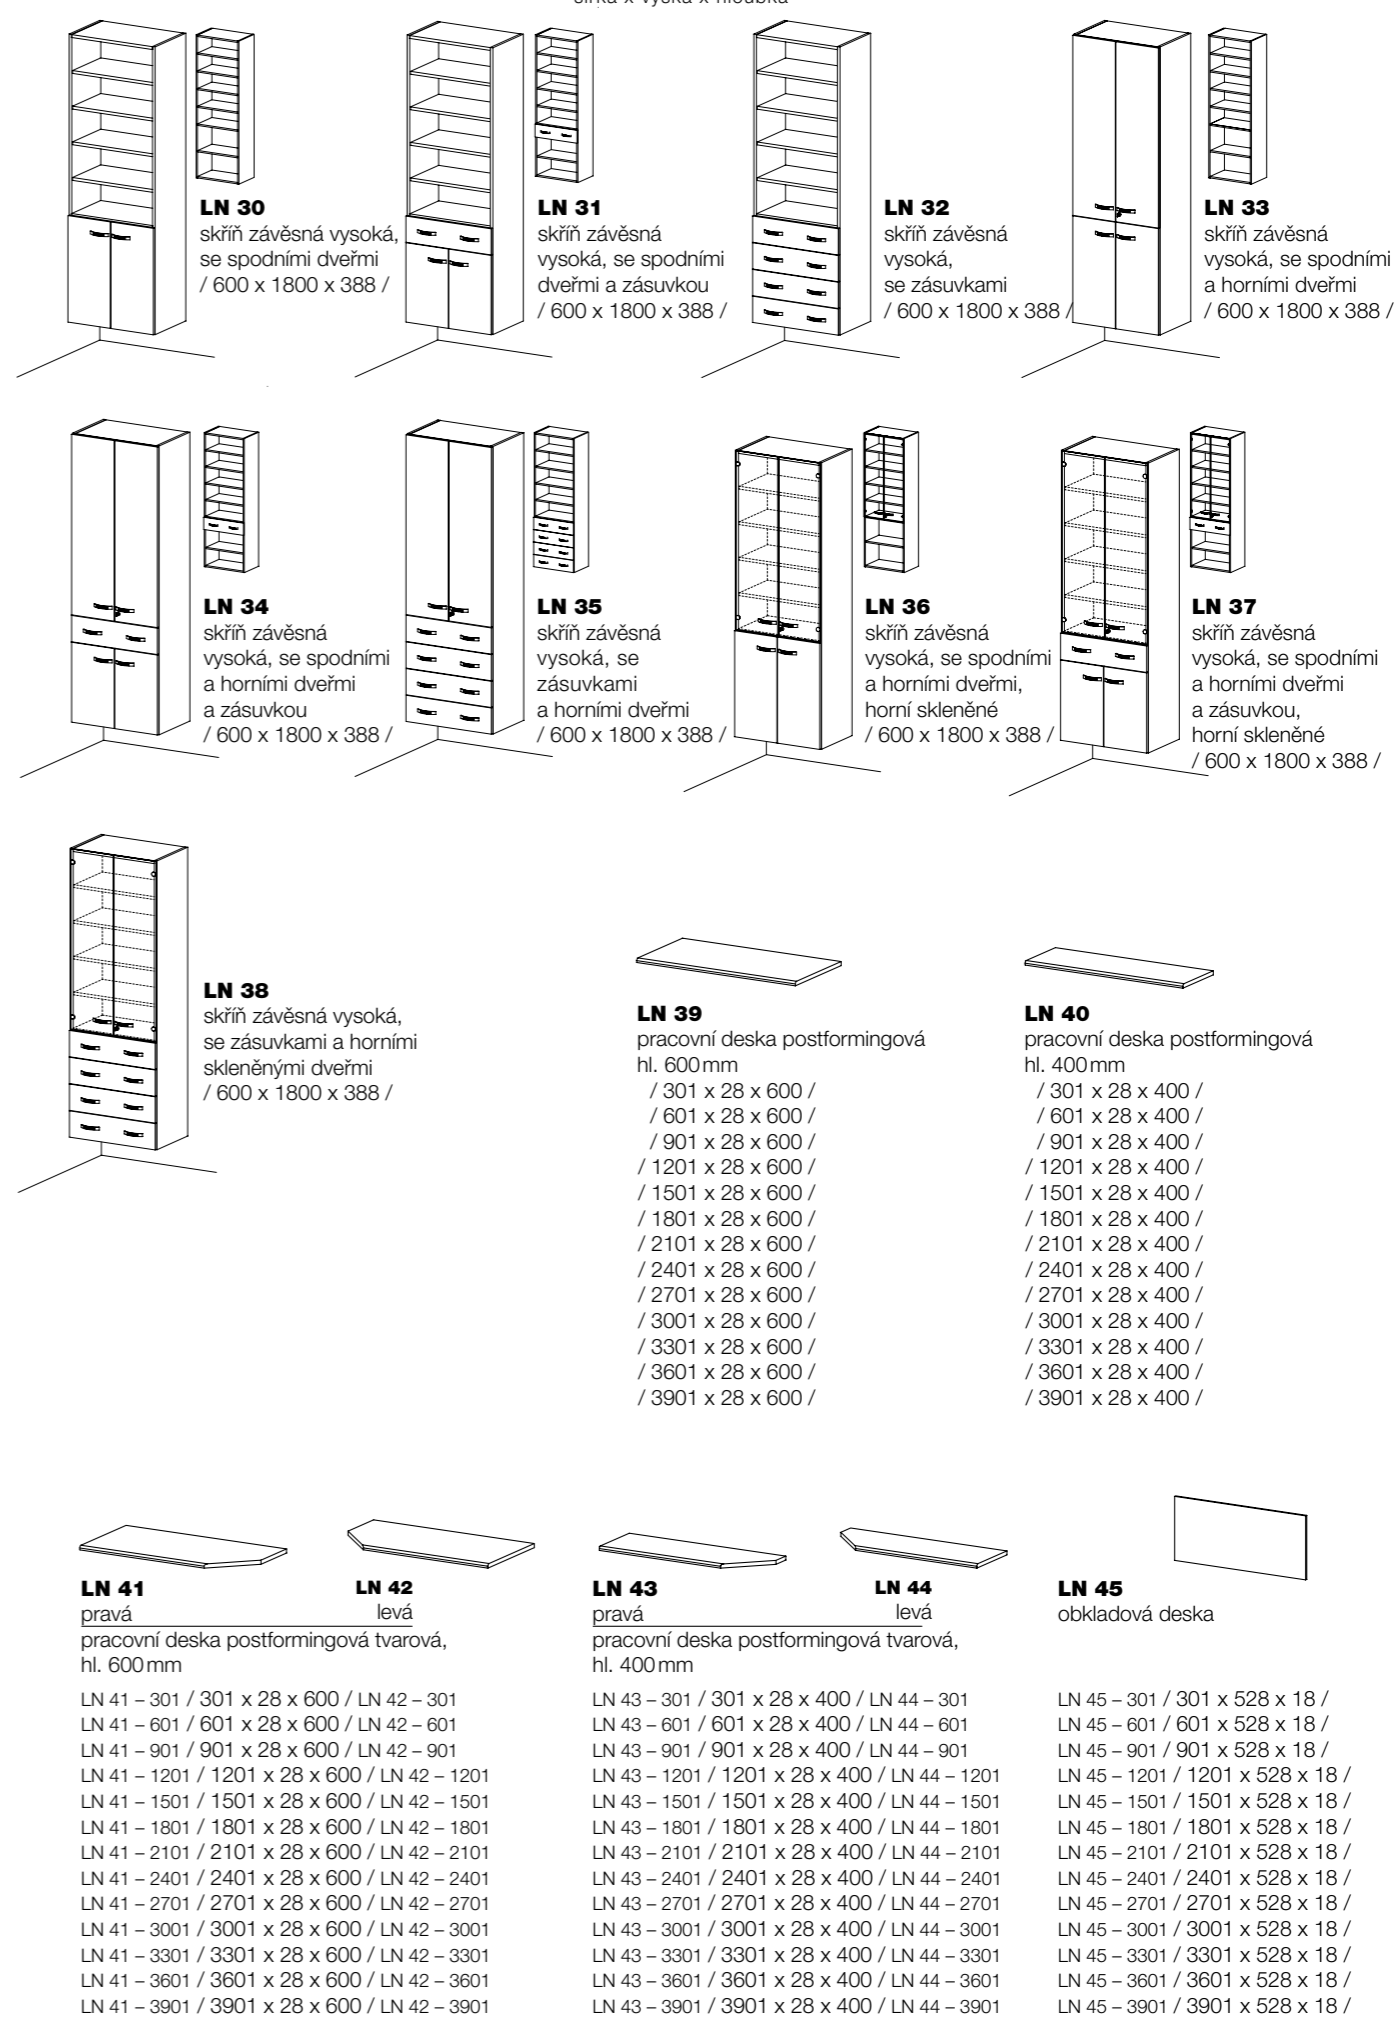 šířka x výška x hloubka
LN 30
skříň závěsná vysoká,
se spodními dveřmi
/ 600 x 1800 x 388 /
LN 31
skříň závěsná
vysoká, se spodními
dveřmi a zásuvkou
/ 600 x 1800 x 388 /
LN 32
skříň závěsná
vysoká,
se zásuvkami
/ 600 x 1800 x 388 /
LN 33
skříň závěsná
vysoká, se spodními
a horními dveřmi
/ 600 x 1800 x 388 /
LN 34
skříň závěsná
vysoká, se spodními
a horními dveřmi
a zásuvkou
/ 600 x 1800 x 388 /
LN 35
skříň závěsná
vysoká, se
zásuvkami
a horními dveřmi
/ 600 x 1800 x 388 /
LN 36
skříň závěsná
vysoká, se spodními
a horními dveřmi,
horní skleněné
/ 600 x 1800 x 388 /
LN 37
skříň závěsná
vysoká, se spodními
a horními dveřmi
a zásuvkou,
horní skleněné
/ 600 x 1800 x 388 /
LN 38
skříň závěsná vysoká,
se zásuvkami a horními
skleněnými dveřmi
/ 600 x 1800 x 388 /
LN 39
pracovní deska postformingová
hl. 600 mm
/ 301 x 28 x 600 /
/ 601 x 28 x 600 /
/ 901 x 28 x 600 /
/ 1201 x 28 x 600 /
/ 1501 x 28 x 600 /
/ 1801 x 28 x 600 /
/ 2101 x 28 x 600 /
/ 2401 x 28 x 600 /
/ 2701 x 28 x 600 /
/ 3001 x 28 x 600 /
/ 3301 x 28 x 600 /
/ 3601 x 28 x 600 /
/ 3901 x 28 x 600 /
LN 40
pracovní deska postformingová
hl. 400 mm
/ 301 x 28 x 400 /
/ 601 x 28 x 400 /
/ 901 x 28 x 400 /
/ 1201 x 28 x 400 /
/ 1501 x 28 x 400 /
/ 1801 x 28 x 400 /
/ 2101 x 28 x 400 /
/ 2401 x 28 x 400 /
/ 2701 x 28 x 400 /
/ 3001 x 28 x 400 /
/ 3301 x 28 x 400 /
/ 3601 x 28 x 400 /
/ 3901 x 28 x 400 /
LN 41 LN 42
pravá levá
pracovní deska postformingová tvarová,
hl. 600 mm
LN 41 – 301 / 301 x 28 x 600 / LN 42 – 301
LN 41 – 601 / 601 x 28 x 600 / LN 42 – 601
LN 41 – 901 / 901 x 28 x 600 / LN 42 – 901
LN 41 – 1201 / 1201 x 28 x 600 / LN 42 – 1201
LN 41 – 1501 / 1501 x 28 x 600 / LN 42 – 1501
LN 41 – 1801 / 1801 x 28 x 600 / LN 42 – 1801
LN 41 – 2101 / 2101 x 28 x 600 / LN 42 – 2101
LN 41 – 2401 / 2401 x 28 x 600 / LN 42 – 2401
LN 41 – 2701 / 2701 x 28 x 600 / LN 42 – 2701
LN 41 – 3001 / 3001 x 28 x 600 / LN 42 – 3001
LN 41 – 3301 / 3301 x 28 x 600 / LN 42 – 3301
LN 41 – 3601 / 3601 x 28 x 600 / LN 42 – 3601
LN 41 – 3901 / 3901 x 28 x 600 / LN 42 – 3901
LN 43 LN 44
pravá levá
pracovní deska postformingová tvarová,
hl. 400 mm
LN 43 – 301 / 301 x 28 x 400 / LN 44 – 301
LN 43 – 601 / 601 x 28 x 400 / LN 44 – 601
LN 43 – 901 / 901 x 28 x 400 / LN 44 – 901
LN 43 – 1201 / 1201 x 28 x 400 / LN 44 – 1201
LN 43 – 1501 / 1501 x 28 x 400 / LN 44 – 1501
LN 43 – 1801 / 1801 x 28 x 400 / LN 44 – 1801
LN 43 – 2101 / 2101 x 28 x 400 / LN 44 – 2101
LN 43 – 2401 / 2401 x 28 x 400 / LN 44 – 2401
LN 43 – 2701 / 2701 x 28 x 400 / LN 44 – 2701
LN 43 – 3001 / 3001 x 28 x 400 / LN 44 – 3001
LN 43 – 3301 / 3301 x 28 x 400 / LN 44 – 3301
LN 43 – 3601 / 3601 x 28 x 400 / LN 44 – 3601
LN 43 – 3901 / 3901 x 28 x 400 / LN 44 – 3901
LN 45
obkladová deska
LN 45 – 301 / 301 x 528 x 18 /
LN 45 – 601 / 601 x 528 x 18 /
LN 45 – 901 / 901 x 528 x 18 /
LN 45 – 1201 / 1201 x 528 x 18 /
LN 45 – 1501 / 1501 x 528 x 18 /
LN 45 – 1801 / 1801 x 528 x 18 /
LN 45 – 2101 / 2101 x 528 x 18 /
LN 45 – 2401 / 2401 x 528 x 18 /
LN 45 – 2701 / 2701 x 528 x 18 /
LN 45 – 3001 / 3001 x 528 x 18 /
LN 45 – 3301 / 3301 x 528 x 18 /
LN 45 – 3601 / 3601 x 528 x 18 /
LN 45 – 3901 / 3901 x 528 x 18 /